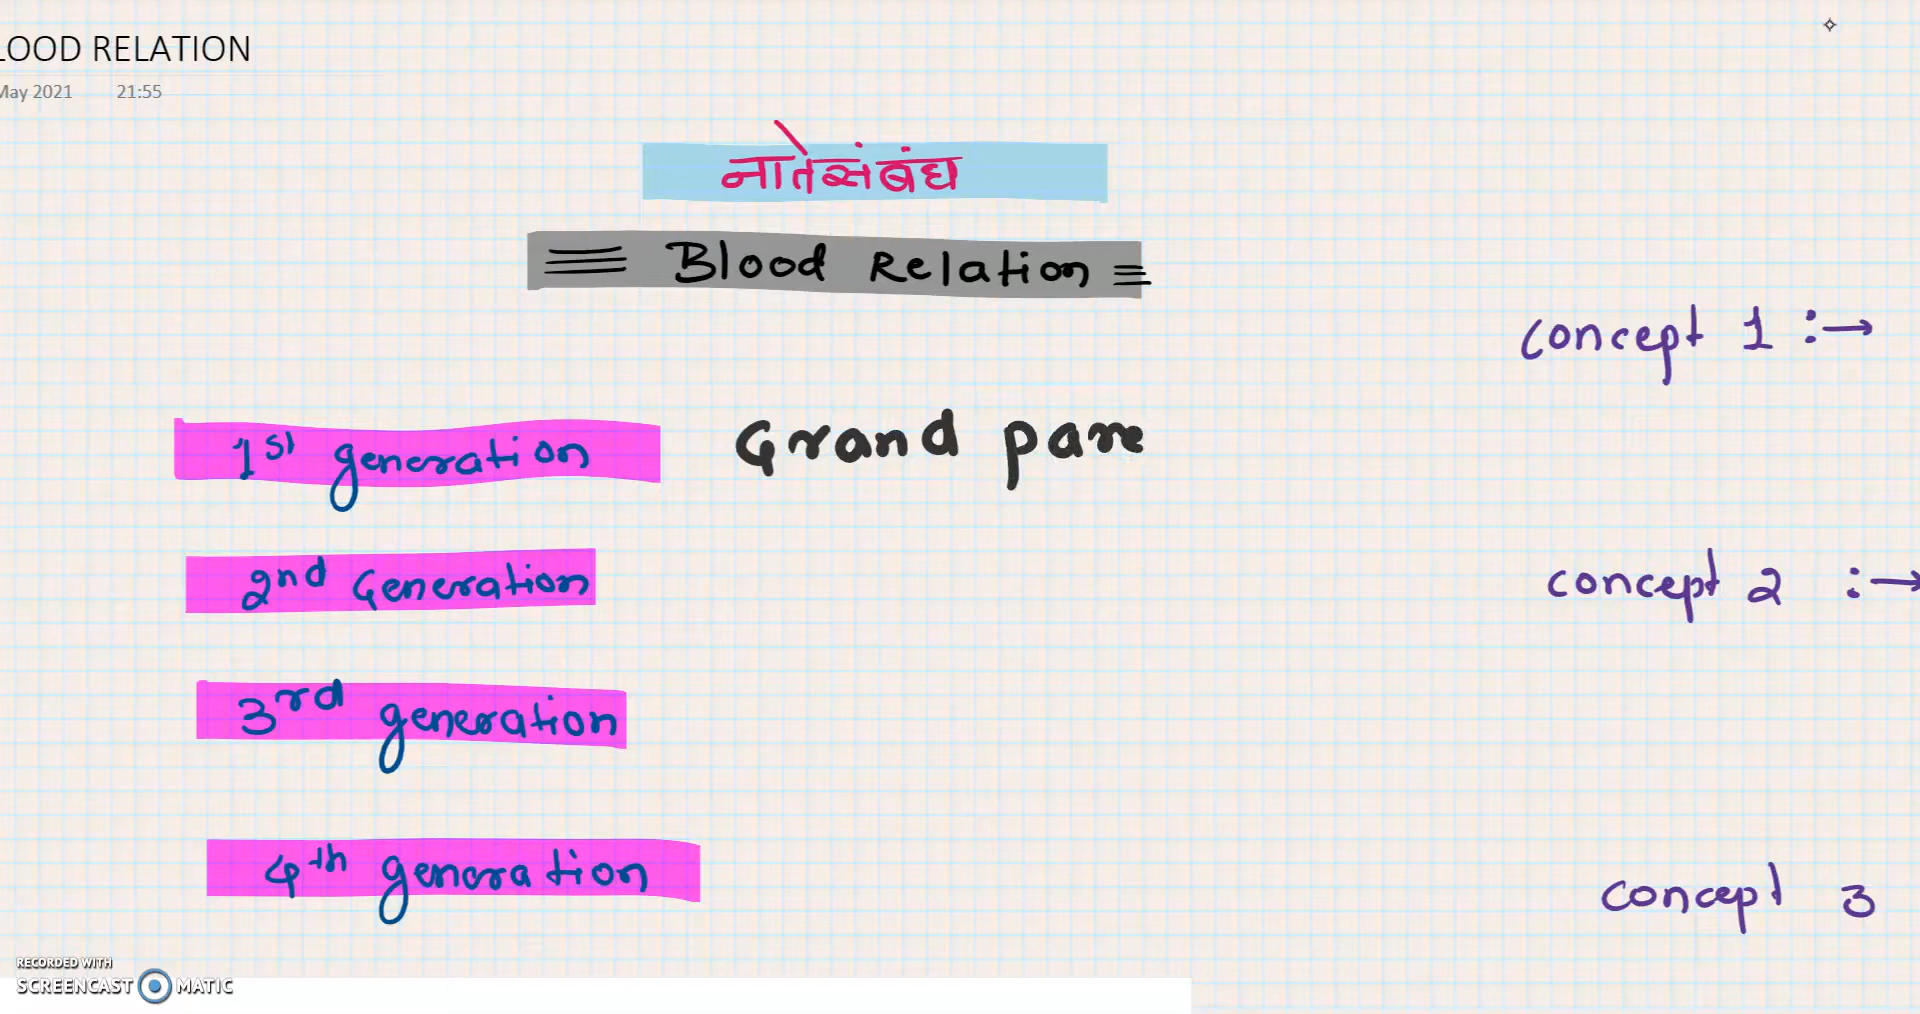 LOOD RELATION
May 2021 21:55
नातेसंबंध
Blood Relation
concept 1 :→
1st generation Grand pare
2nd Generation
concept 2 :→
3rd generation
4th generation
concept 3
RECORDED WITH
SCREENCAST MATIC